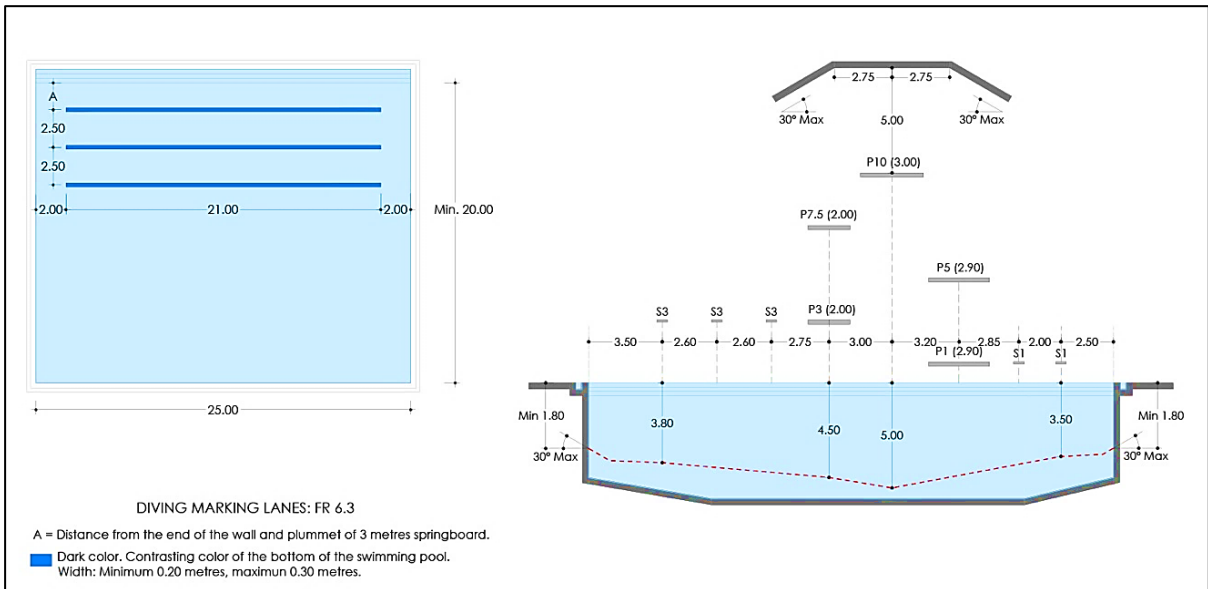 A
2.50
2.50
2.00
21.00
2.00
Min. 20.00
25.00
DIVING MARKING LANES: FR 6.3
A = Distance from the end of the wall and plummet of 3 metres springboard.
Dark color. Contrasting color of the bottom of the swimming pool.
Width: Minimum 0.20 metres, maximun 0.30 metres.
2.75 2.75
30º Max 5.00 30º Max
P10 (3.00)
P7.5 (2.00)
P5 (2.90)
S3 S3 S3 P3 (2.00)
3.50 2.60 2.60 2.75 3.00 3.20 2.85 2.00 2.50
P1 (2.90) S1 S1
Min 1.80 3.80 4.50 5.00 3.50 Min 1.80
30º Max 30º Max